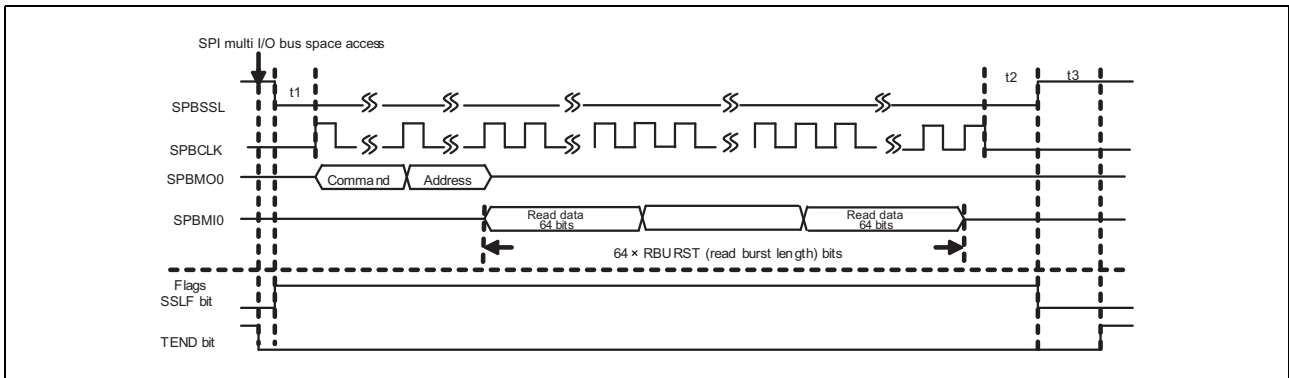 SPI multi I/O bus space access
t1
t2
t3
SPBSSL
SPBCLK
SPBMO0
Command
Address
SPBMI0
Read data
64 bits
Read data
64 bits
64 × RBURST (read burst length) bits
Flags
SSLF bit
TEND bit